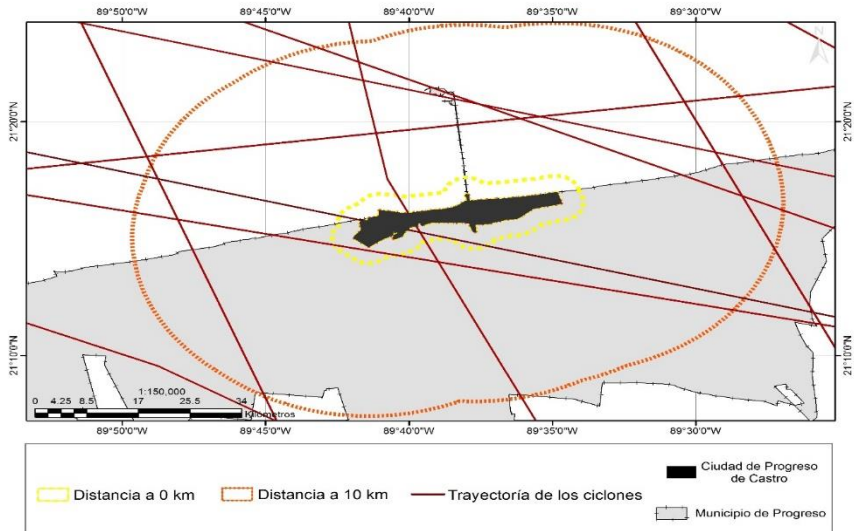 89°50'0"W 89°45'0"W 89°40'0"W 89°35'0"W 89°30'0"W
N
21°20'0"N 21°20'0"N
21°10'0"N 21°10'0"N
1:150,000
0 4.25 8.5 17 25.5 34
Kilómetros
89°50'0"W 89°45'0"W 89°40'0"W 89°35'0"W 89°30'0"W
Distancia a 0 km Distancia a 10 km Trayectoría de los ciclones
Ciudad de Progreso
de Castro
Municipio de Progreso